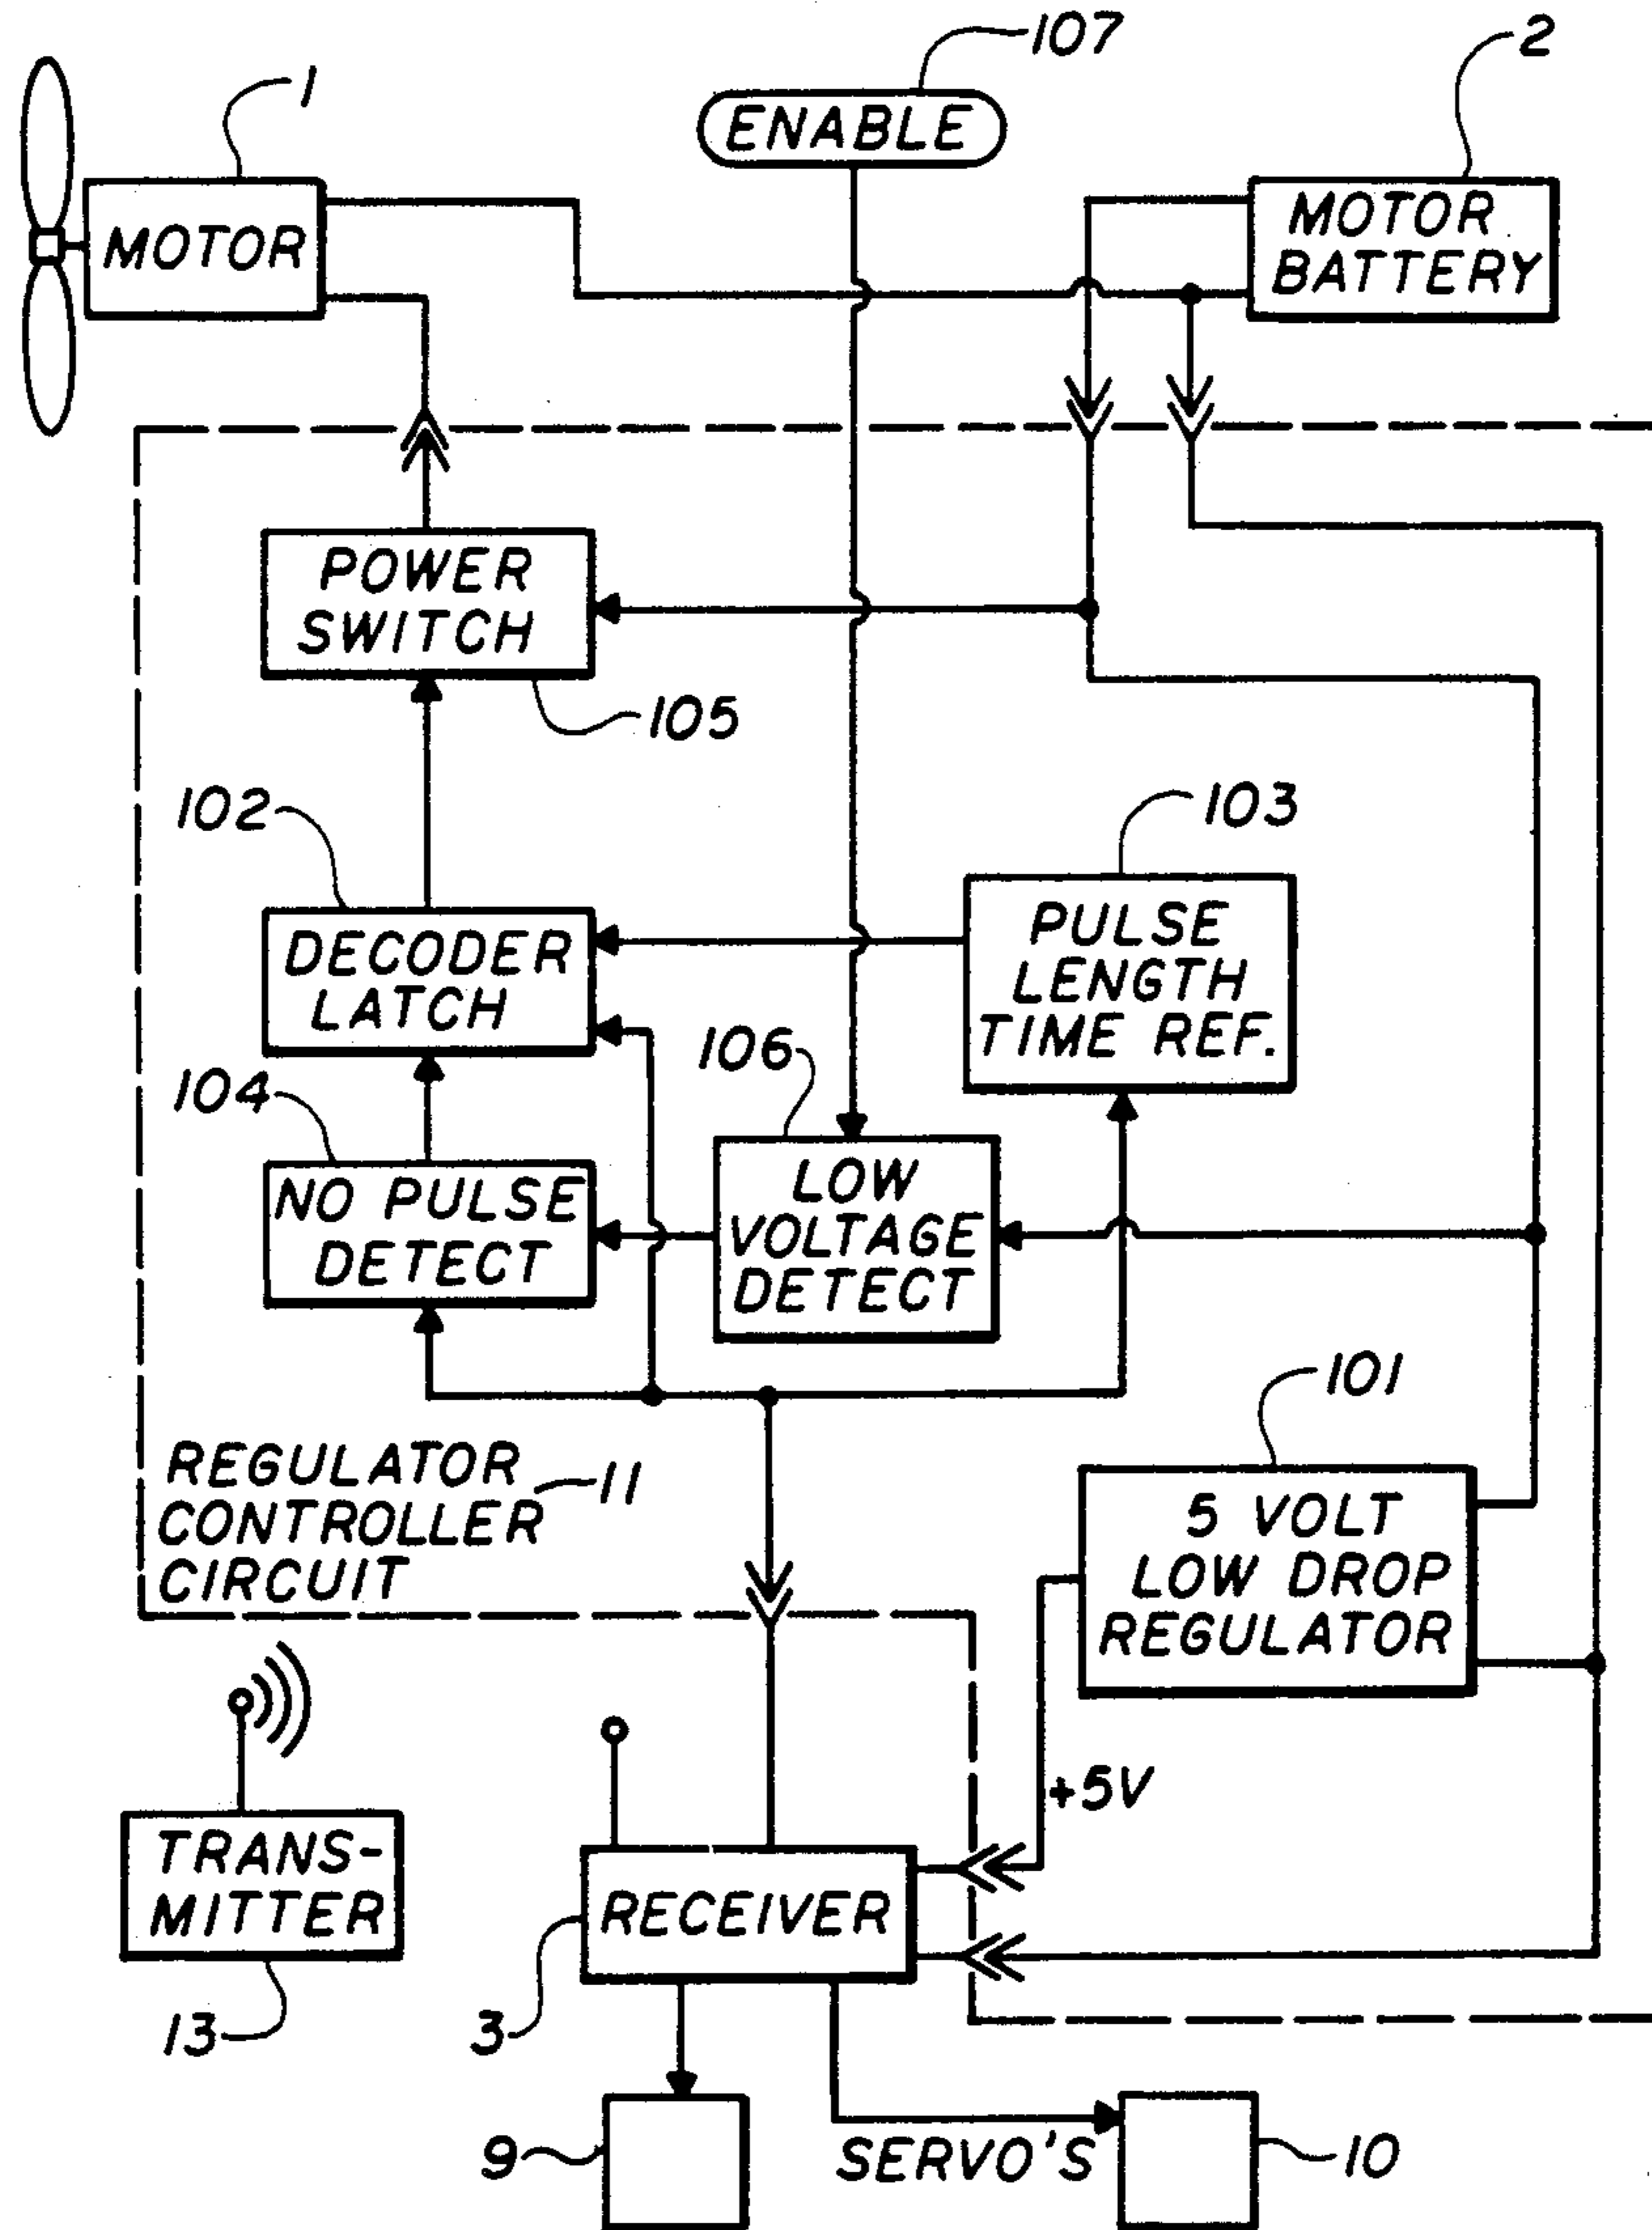 107
2
1
ENABLE
MOTOR
MOTOR
BATTERY
POWER
SWITCH
105
102
103
DECODER
LATCH
PULSE
LENGTH
TIME REF.
106
104
NO PULSE
DETECT
LOW
VOLTAGE
DETECT
101
REGULATOR
CONTROLLER
CIRCUIT
11
5 VOLT
LOW DROP
REGULATOR
+5V
TRANS-
MITTER
RECEIVER
13
3
9
SERVO'S
10